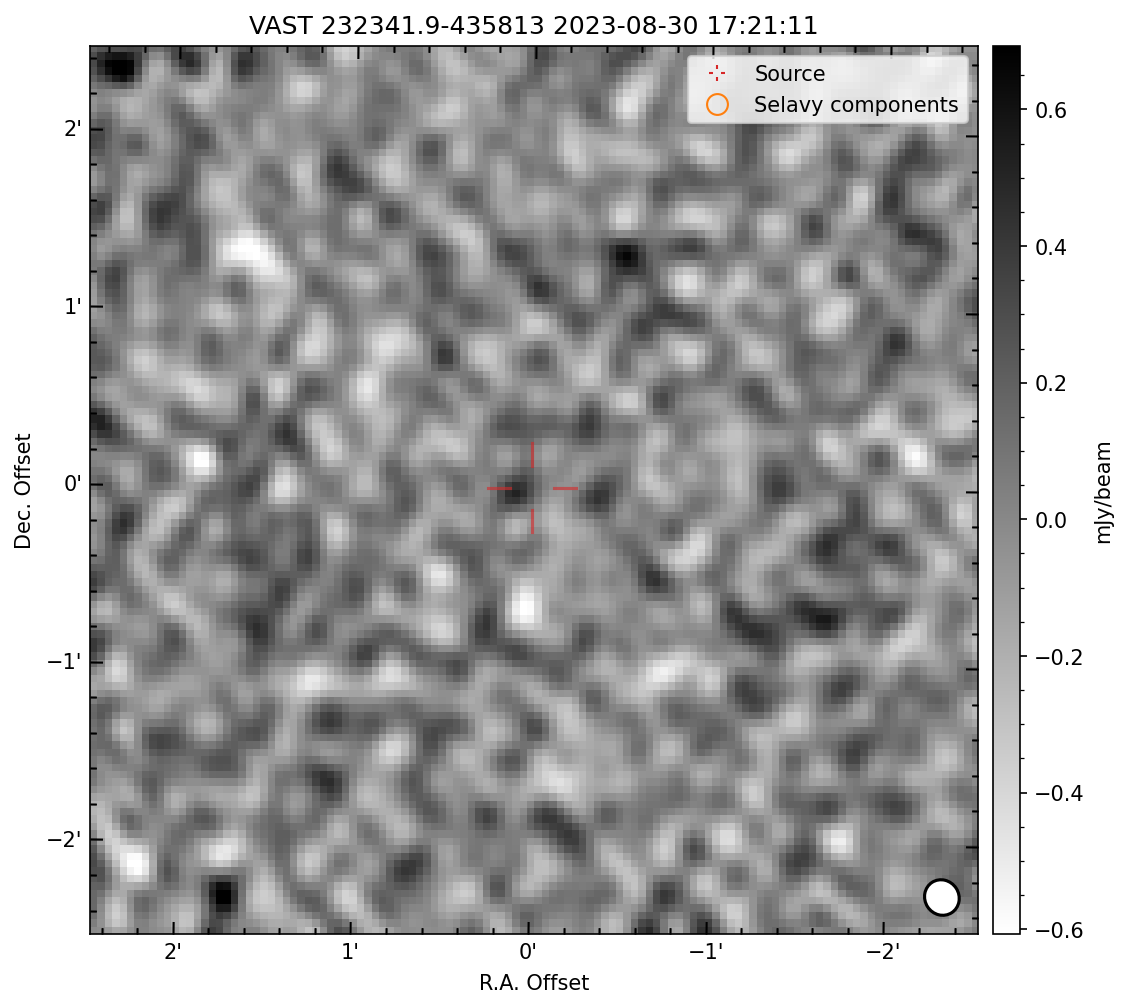 VAST 232341.9-435813 2023-08-30 17:21:11
Source
Selavy components
2'
1'
0'
−1'
−2'
Dec. Offset
2'
1'
0'
−1'
−2'
R.A. Offset
0.6
0.4
0.2
0.0
−0.2
−0.4
−0.6
mJy/beam